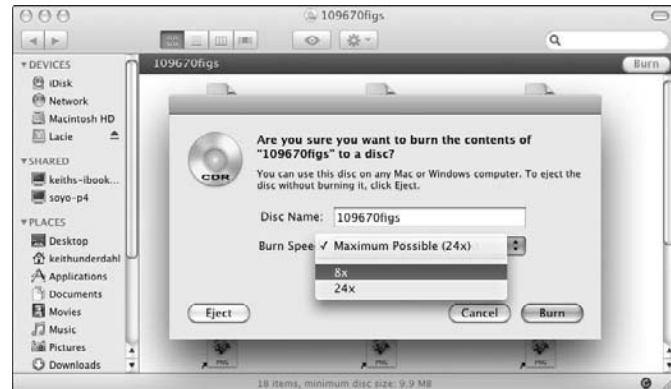 109670figs
109670figs
Burn
DEVICES
iDisk
Network
Macintosh HD
Lacie
SHARED
keiths-ibook...
soyo-p4
PLACES
Desktop
keithunderdahl
Applications
Documents
Movies
Music
Pictures
Downloads
CDR
Are you sure you want to burn the contents of
"109670figs" to a disc?
You can use this disc on any Mac or Windows computer. To eject the
disc without burning it, click Eject.
Disc Name: 109670figs
Burn Spee ✓ Maximum Possible (24x)
8x
24x
Eject
Cancel
Burn
PNG
PNG
PNG
18 items, minimum disc size: 9.9 MB